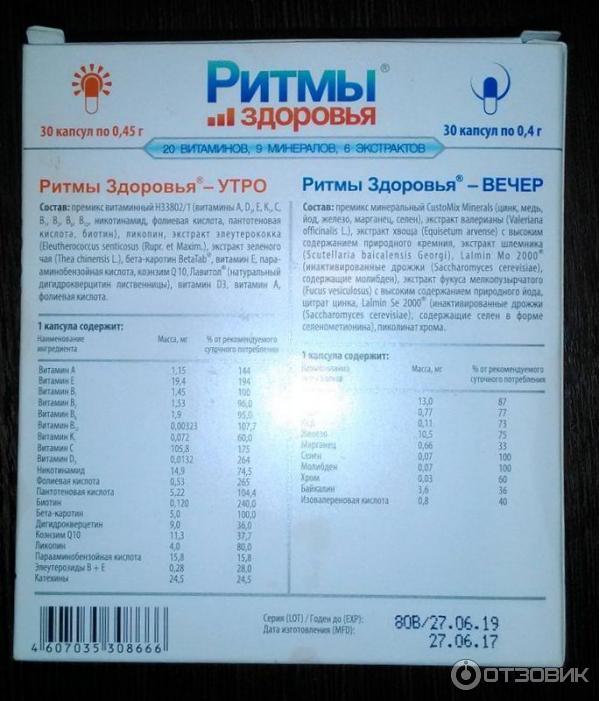 РИТМЫ®
ЗДОРОВЬЯ
30 капсул по 0,45 г
30 капсул по 0,4 г
20 ВИТАМИНОВ, 9 МИНЕРАЛОВ, 6 ЭКСТРАКТОВ
Ритмы Здоровья® – УТРО
Состав: премикс витаминный H33802/1 (витамины A, D₃, E, K₁, C,
B₁, B₂, B₆, B₁₂, никотинамид, фолиевая кислота, пантотеновая
кислота, биотин), ликопин, экстракт элеутерококка
(Eleutherococcus senticosus (Rupr. et Maxim.), экстракт зеленого
чая (Thea chinensis L.), бета-каротин BetaTab®, витамин E, пара-
аминобензойная кислота, коэнзим Q 10, Лавитол® (натуральный
дигидрокверцитин лиственницы), витамин D3, витамин А,
фолиевая кислота.
1 капсула содержит:
Наименование ингредиента Масса, мг % от рекомендуемого суточного потребления
Витамин А 1,15 144
Витамин Е 19,4 194
Витамин B₁ 1,45 100
Витамин B₂ 1,53 96,0
Витамин B₆ 1,9 95,0
Витамин B₁₂ 0,00323 107,7
Витамин K₁ 0,072 60,0
Витамин С 105,8 175
Витамин D₃ 0,0132 264
Никотинамид 14,9 74,5
Фолиевая кислота 0,53 265
Пантотеновая кислота 5,22 104,4
Биотин 0,120 240,0
Бета-каротин 5,0 100,0
Дигидрокверцетин 9,0 36,0
Коэнзим Q10 11,3 37,7
Ликопин 4,0 80,0
Парааминобензойная кислота 15,8 15,8
Элеутерозиды В + Е 0,28 28,0
Катехины 24,5 24,5
Ритмы Здоровья® – ВЕЧЕР
Состав: премикс минеральный CustoMix Minerals (цинк, медь,
йод, железо, марганец, селен), экстракт валерианы (Valeriana
officinalis L.), экстракт хвоща (Equisetum arvense) с высоким
содержанием природного кремния, экстракт шлемника
(Scutellaria baicalensis Georgi), Lalmin Mo 2000®
(инактивированные дрожжи (Saccharomyces cerevisiae),
содержащие молибден), экстракт фукуса мелкопузырчатого
(Fucus vesiculosus) с высоким содержанием природного йода,
цитрат цинка, Lalmin Se 2000® (инактивированные дрожжи
(Saccharomyces cerevisiae), содержащие селен в форме
селенометионина), пиколинат хрома.
1 капсула содержит:
Масса, мг % от рекомендуемого суточного потребления
13,0 87
0,77 77
0,11 73
Железо 10,5 75
Марганец 0,66 33
Селен 0,07 100
Молибден 0,07 100
Хром 0,03 60
Байкалин 3,6 36
Изовалереновая кислота 0,8 40
4 607035 308666
Серия (LOT) / Годен до (EXP): 80B/27.06.19
Дата изготовления (MFD): 27.06.17
ОТЗОВИК